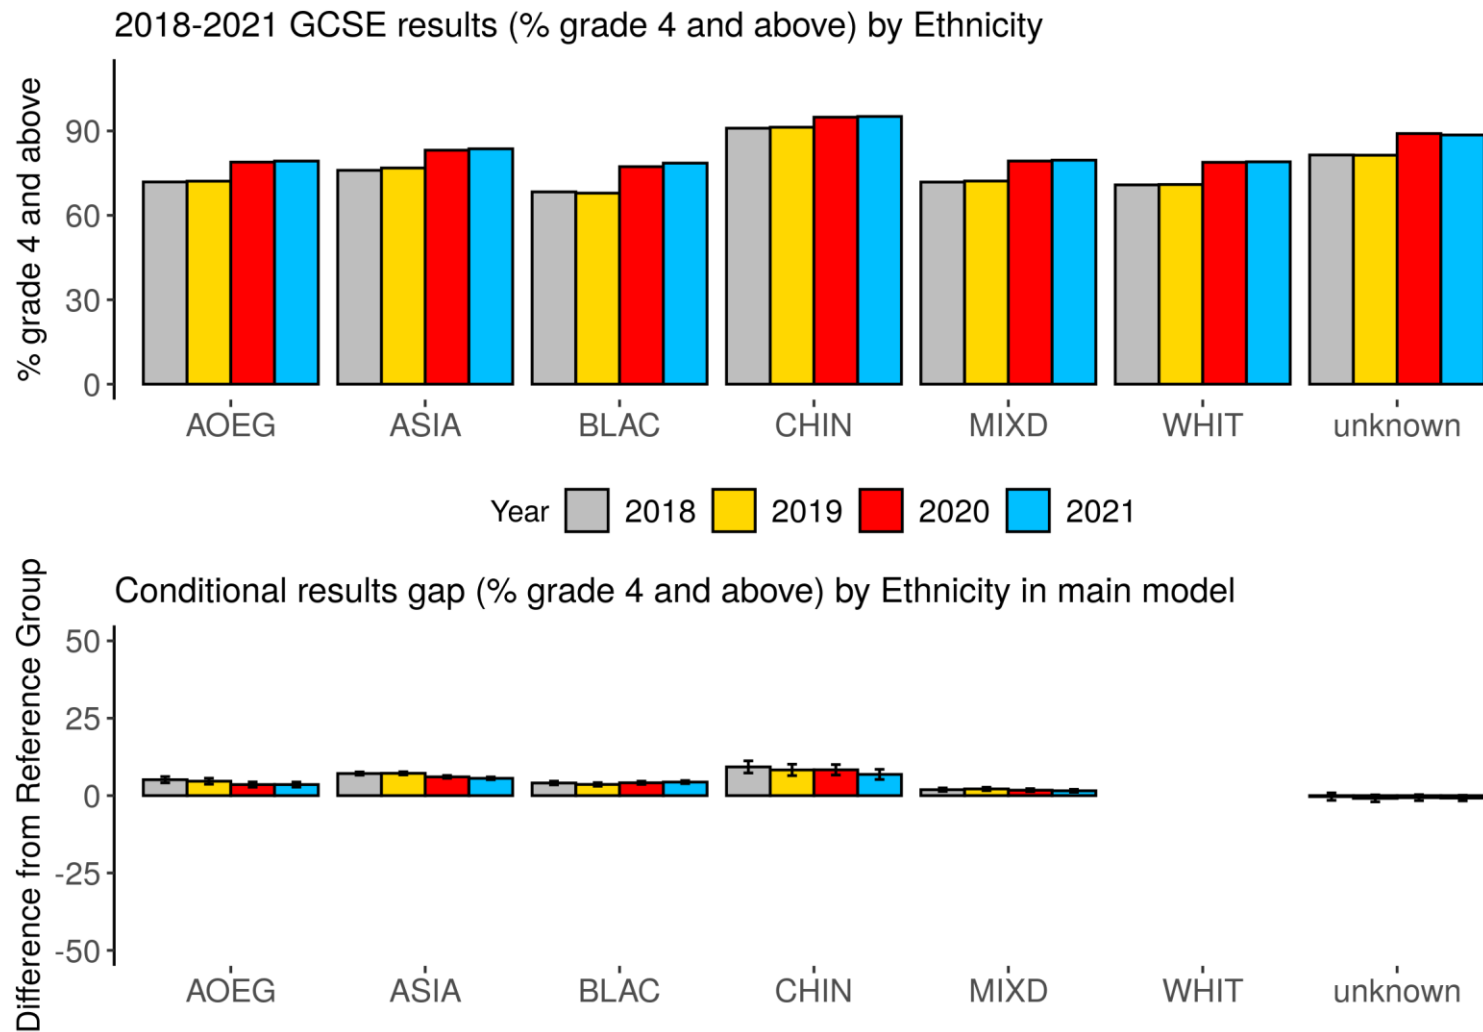 2018-2021 GCSE results (% grade 4 and above) by Ethnicity
% grade 4 and above
90
60
30
0
AOEG ASIA BLAC CHIN MIXD WHIT unknown
Year 2018 2019 2020 2021
Conditional results gap (% grade 4 and above) by Ethnicity in main model
Difference from Reference Group
50
25
0
-25
-50
AOEG ASIA BLAC CHIN MIXD WHIT unknown